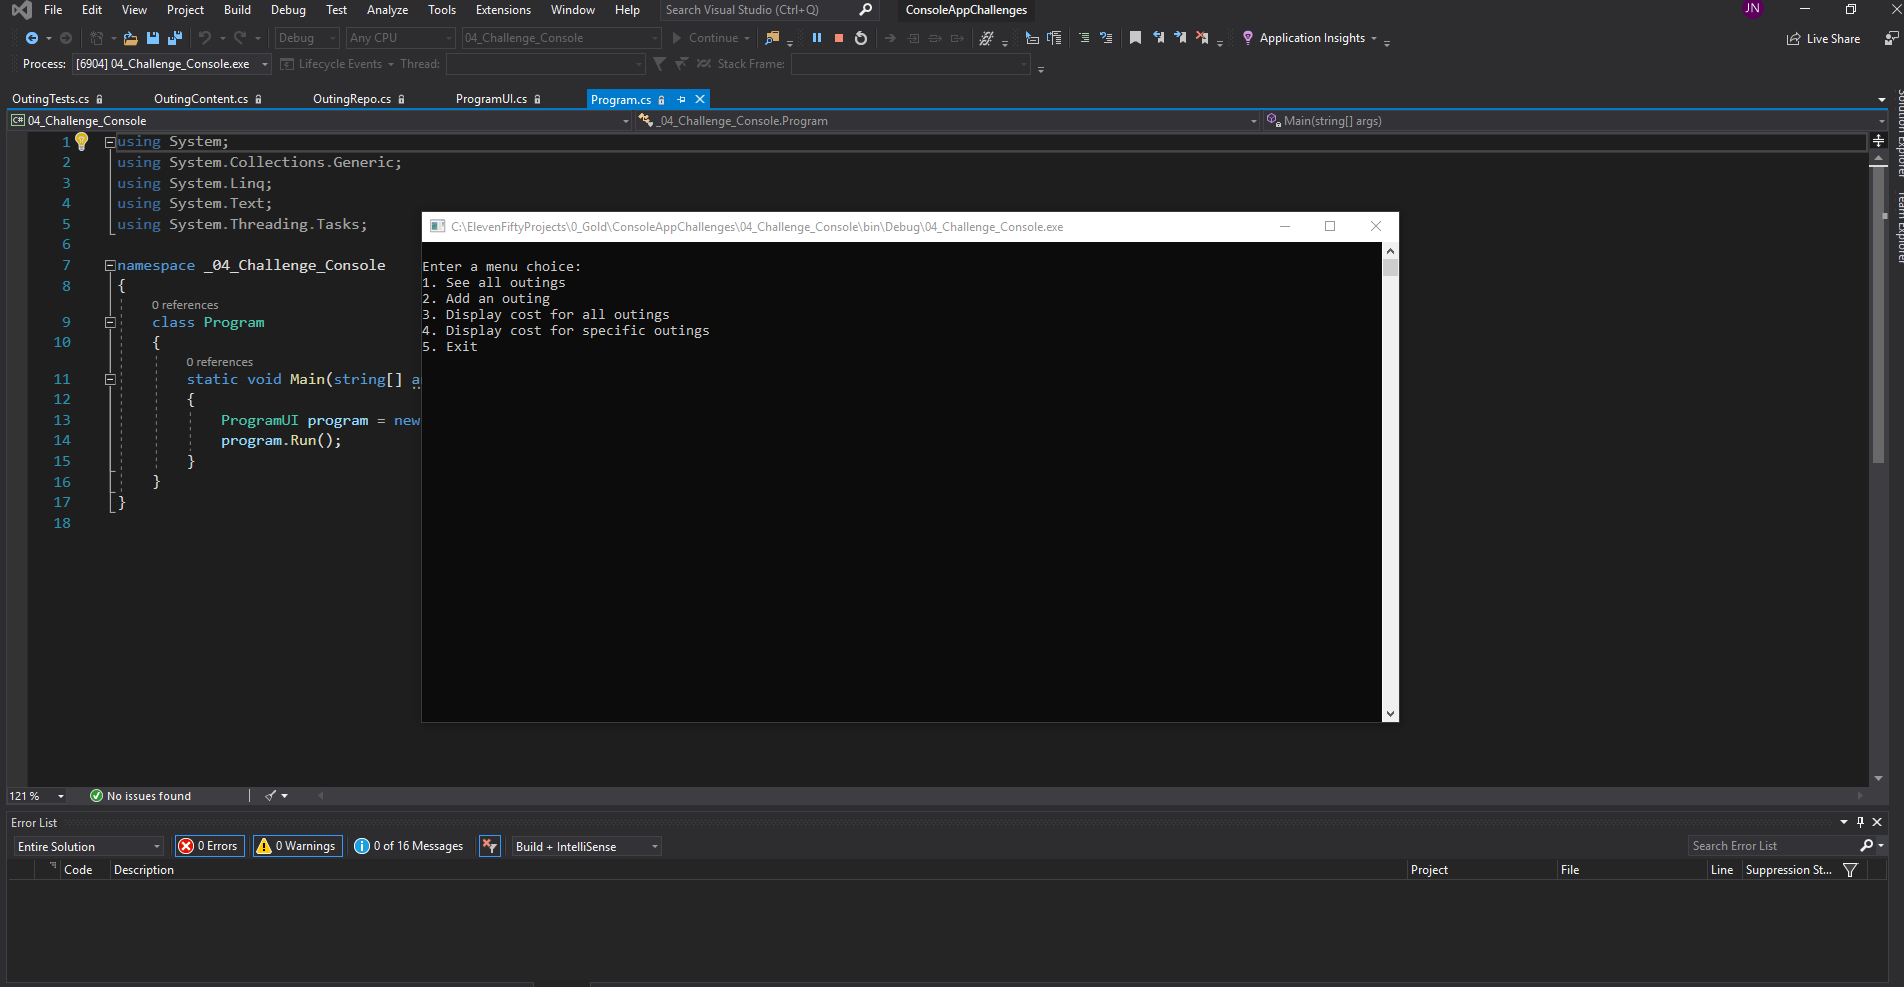 File Edit View Project Build Debug Test Analyze Tools Extensions Window Help Search Visual Studio (Ctrl+Q) ConsoleAppChallenges JN
Debug Any CPU 04_Challenge_Console Continue Application Insights Live Share
Process: [6904] 04_Challenge_Console.exe Lifecycle Events Thread: Stack Frame:
OutingTests.cs OutingContent.cs OutingRepo.cs ProgramUI.cs Program.cs
C# 04_Challenge_Console _04_Challenge_Console.Program Main(string[] args)
1 using System;
2 using System.Collections.Generic;
3 using System.Linq;
4 using System.Text;
5 using System.Threading.Tasks;
6
7 namespace _04_Challenge_Console
8 {
0 references
9 class Program
10 {
0 references
11 static void Main(string[] a
12 {
13 ProgramUI program = new
14 program.Run();
15 }
16 }
17 }
18
C:\ElevenFiftyProjects\0_Gold\ConsoleAppChallenges\04_Challenge_Console\bin\Debug\04_Challenge_Console.exe
Enter a menu choice:
1. See all outings
2. Add an outing
3. Display cost for all outings
4. Display cost for specific outings
5. Exit
Solution Explorer
Team Explorer
121 % No issues found
Error List
Entire Solution 0 Errors 0 Warnings 0 of 16 Messages Build + IntelliSense Search Error List
Code Description Project File Line Suppression St...